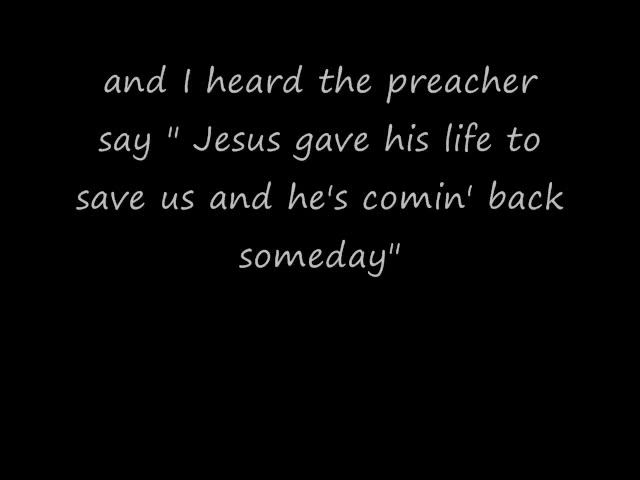 and I heard the preacher
say " Jesus gave his life to
save us and he's comin' back
someday"